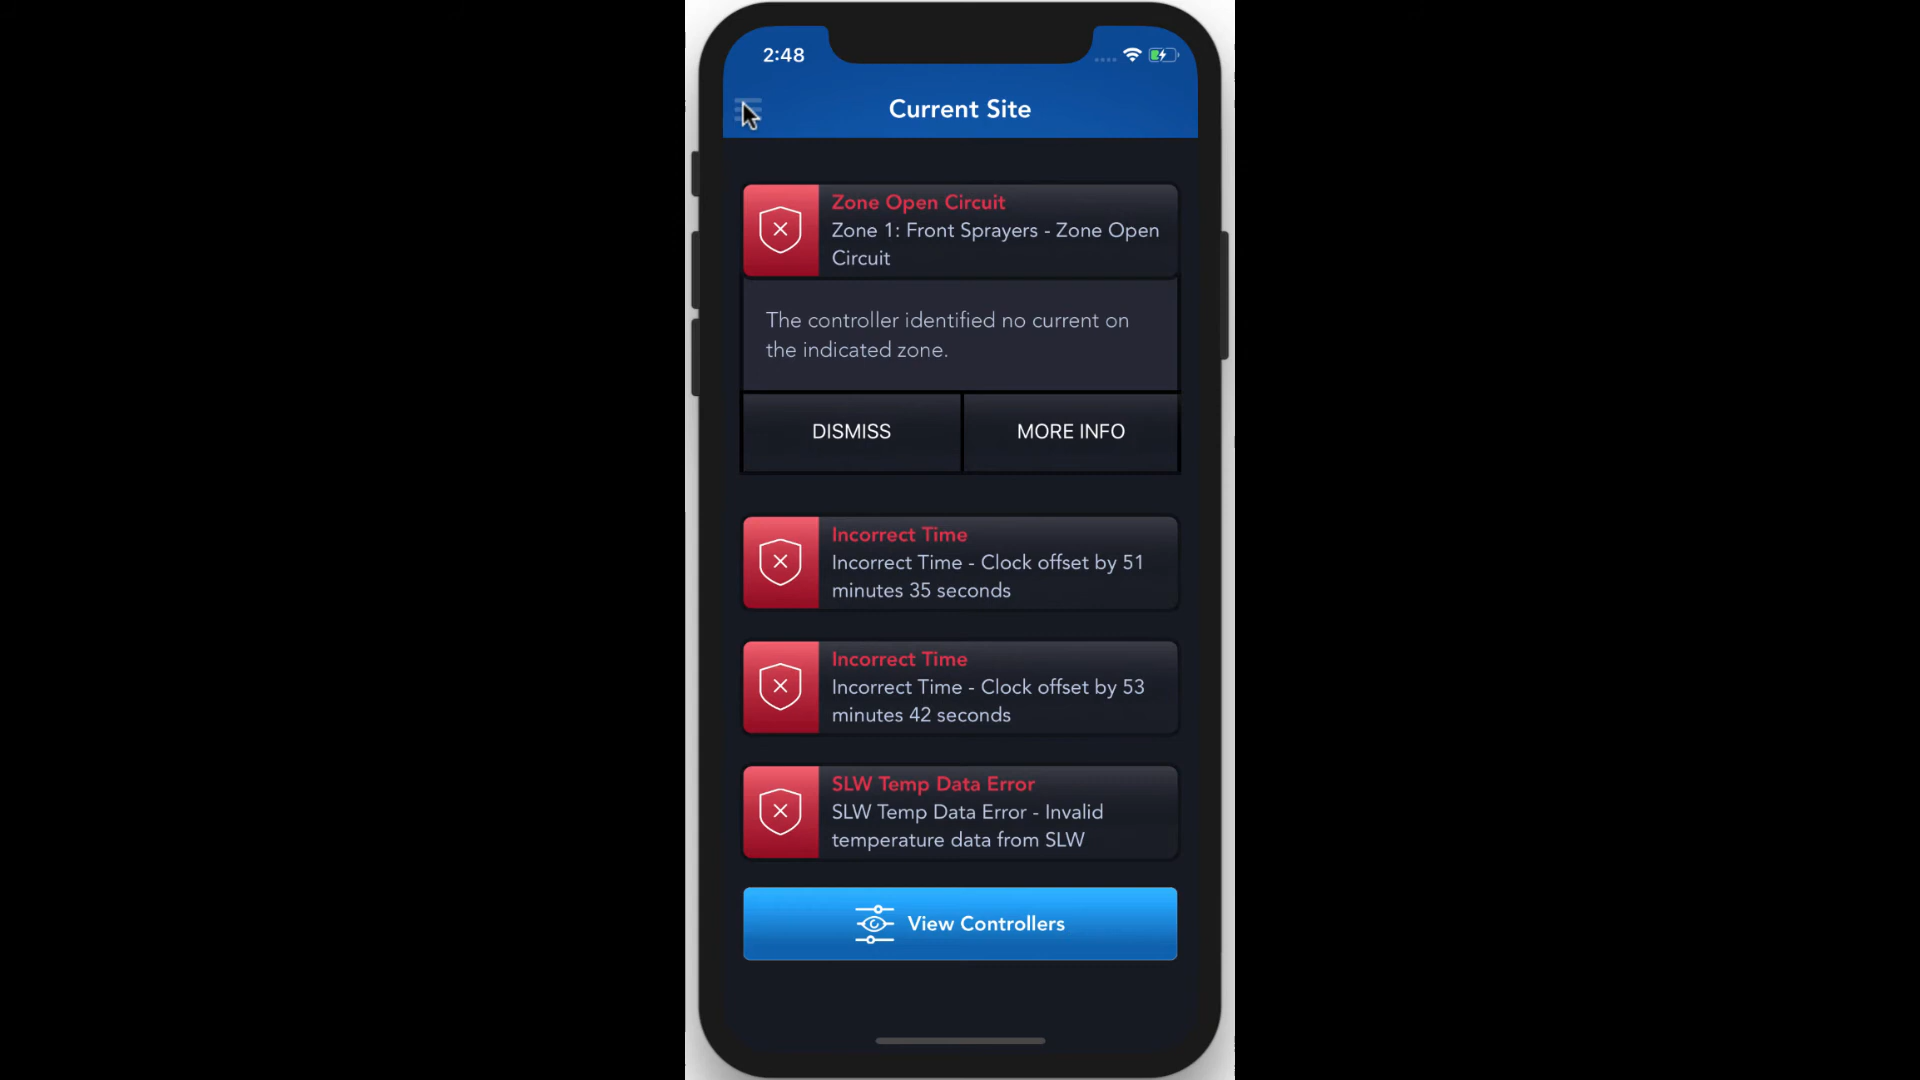 2:48
Current Site
Zone Open Circuit
Zone 1: Front Sprayers - Zone Open
Circuit
The controller identified no current on
the indicated zone.
DISMISS
MORE INFO
Incorrect Time
Incorrect Time - Clock offset by 51
minutes 35 seconds
Incorrect Time
Incorrect Time - Clock offset by 53
minutes 42 seconds
SLW Temp Data Error
SLW Temp Data Error - Invalid
temperature data from SLW
View Controllers